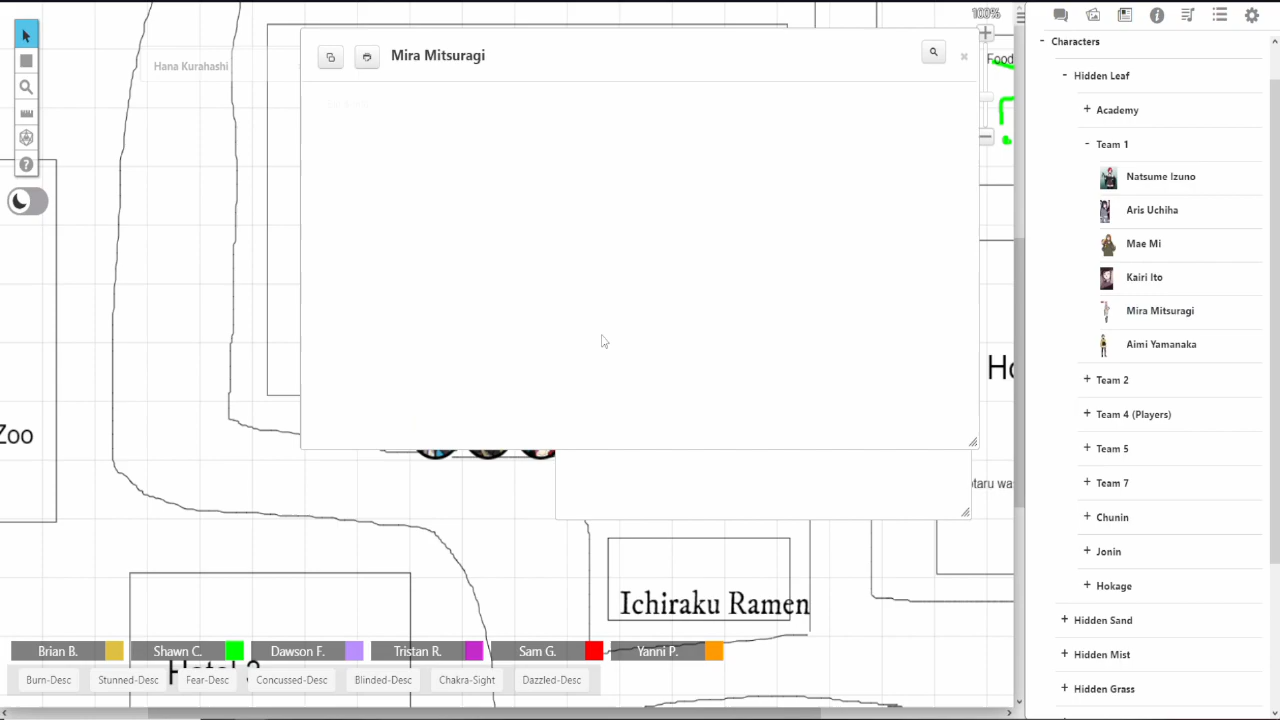 100%
Mira Mitsuragi
Hana Kurahashi
Food
Characters
Hidden Leaf
Academy
Team 1
Natsume Izuno
Aris Uchiha
Mae Mi
Kairi Ito
Mira Mitsuragi
Aimi Yamanaka
Team 2
Team 4 (Players)
Team 5
Team 7
Chunin
Jonin
Hokage
Hidden Sand
Hidden Mist
Hidden Grass
Ho
Zoo
otaru wa
Ichiraku Ramen
Hotel 2
Brian B.
Shawn C.
Dawson F.
Tristan R.
Sam G.
Yanni P.
Burn-Desc
Stunned-Desc
Fear-Desc
Concussed-Desc
Blinded-Desc
Chakra-Sight
Dazzled-Desc